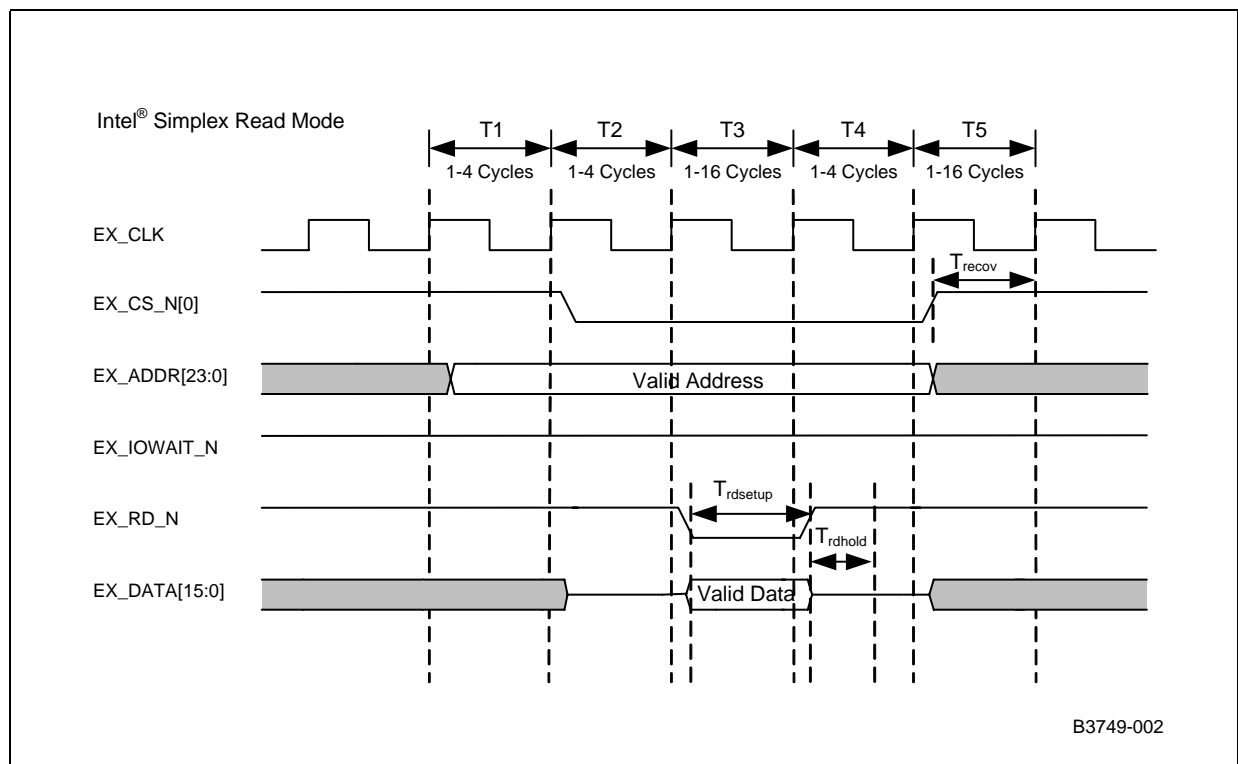 Intel® Simplex Read Mode
T1 T2 T3 T4 T5
1-4 Cycles 1-4 Cycles 1-16 Cycles 1-4 Cycles 1-16 Cycles
EX_CLK
Trecov
EX_CS_N[0]
EX_ADDR[23:0]
Valid Address
EX_IOWAIT_N
Trdsetup
EX_RD_N
Trdhold
EX_DATA[15:0]
Valid Data
B3749-002